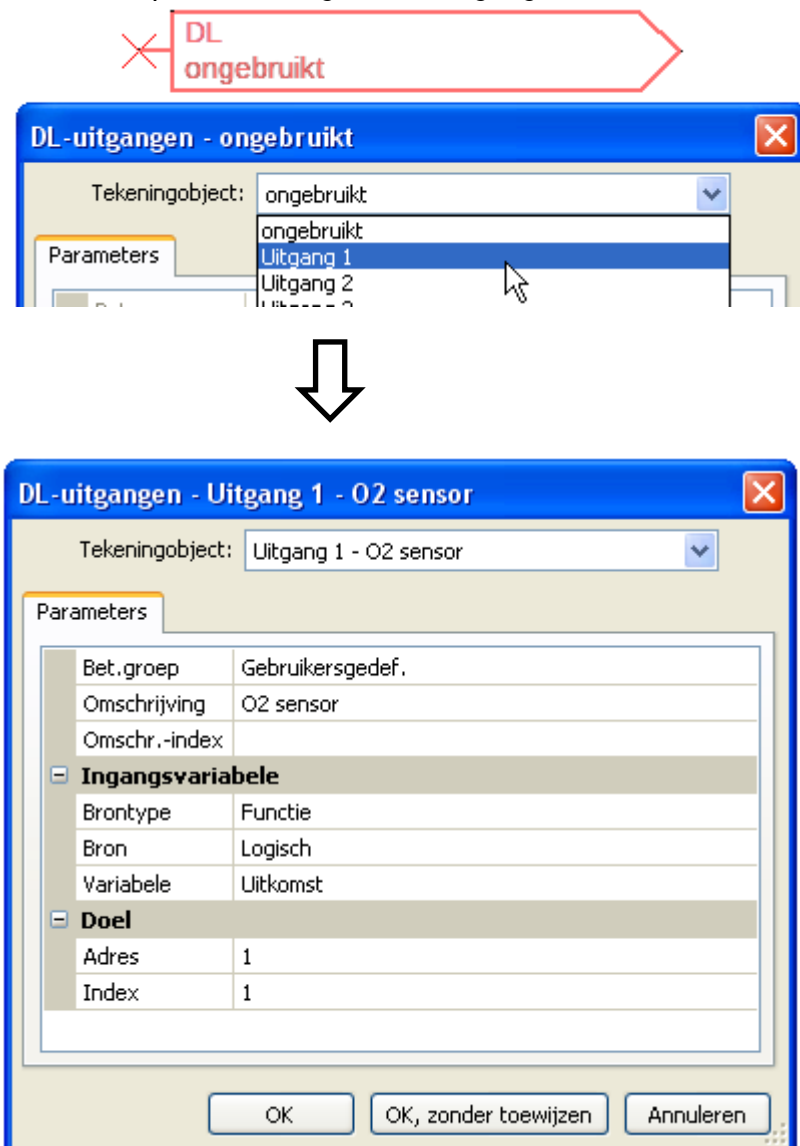 DL
ongebruikt
DL-uitgangen - ongebruikt
Tekeningobject: ongebruikt
ongebruikt
Parameters
Uitgang 1
Uitgang 2
DL-uitgangen - Uitgang 1 - O2 sensor
Tekeningobject: Uitgang 1 - O2 sensor
Parameters
Bet.groep Gebruikersgedef.
Omschrijving O2 sensor
Omschr.-index
Ingangsvariabele
Brontype Functie
Bron Logisch
Variabele Uitkomst
Doel
Adres 1
Index 1
OK OK, zonder toewijzen Annuleren